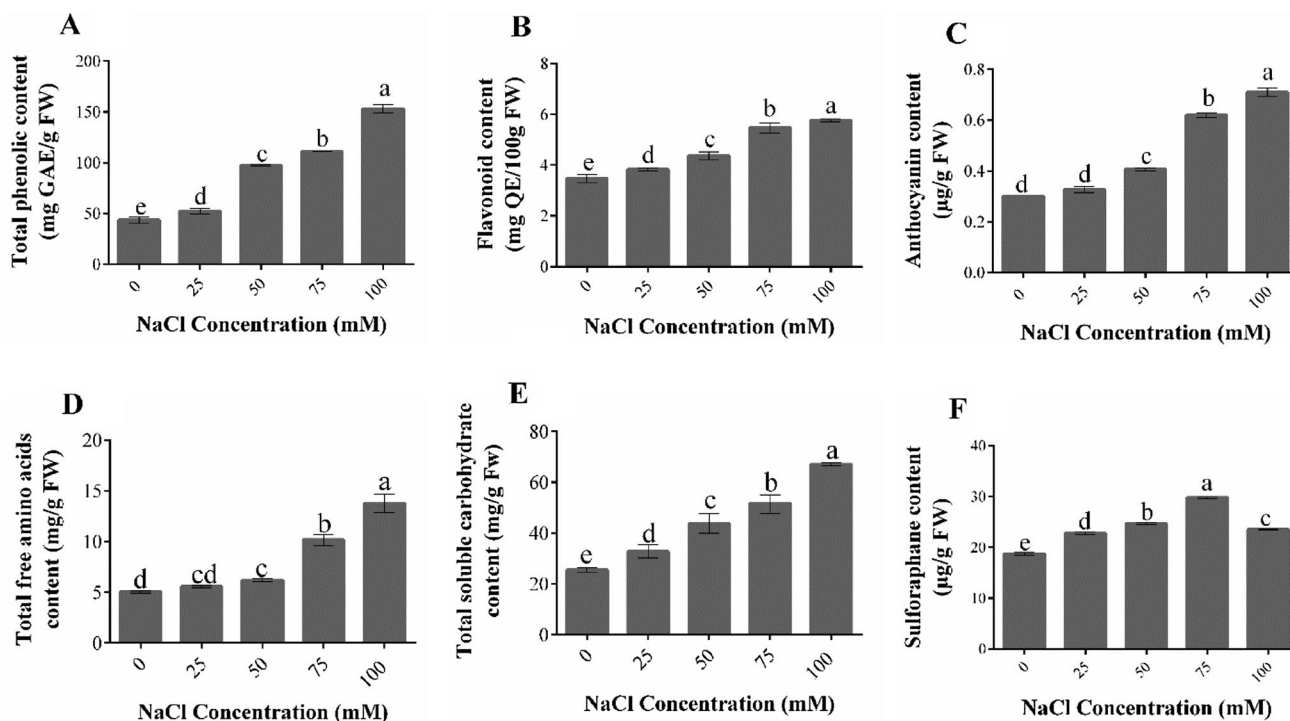 A
Total phenolic content
(mg GAE/g FW)
200
150
100
50
0
e
d
c
b
a
0
25
50
75
100
NaCl Concentration (mM)
B
Flavonoid content
(mg QE/100g FW)
8
6
4
2
0
e
d
c
b
a
0
25
50
75
100
NaCl Concentration (mM)
C
Anthocyanin content
(µg/g FW)
0.8
0.6
0.4
0.2
0.0
d
d
c
b
a
0
25
50
75
100
NaCl Concentration (mM)
D
Total free amino acids
content (mg/g FW)
20
15
10
5
0
d
cd
c
b
a
0
25
50
75
100
NaCl Concentration (mM)
E
Total soluble carbohydrate
content (mg/g Fw)
80
60
40
20
0
e
d
c
b
a
0
25
50
75
100
NaCl Concentration (mM)
F
Sulforaphane content
(µg/g FW)
40
30
20
10
0
e
d
b
a
c
0
25
50
75
100
NaCl Concentration (mM)